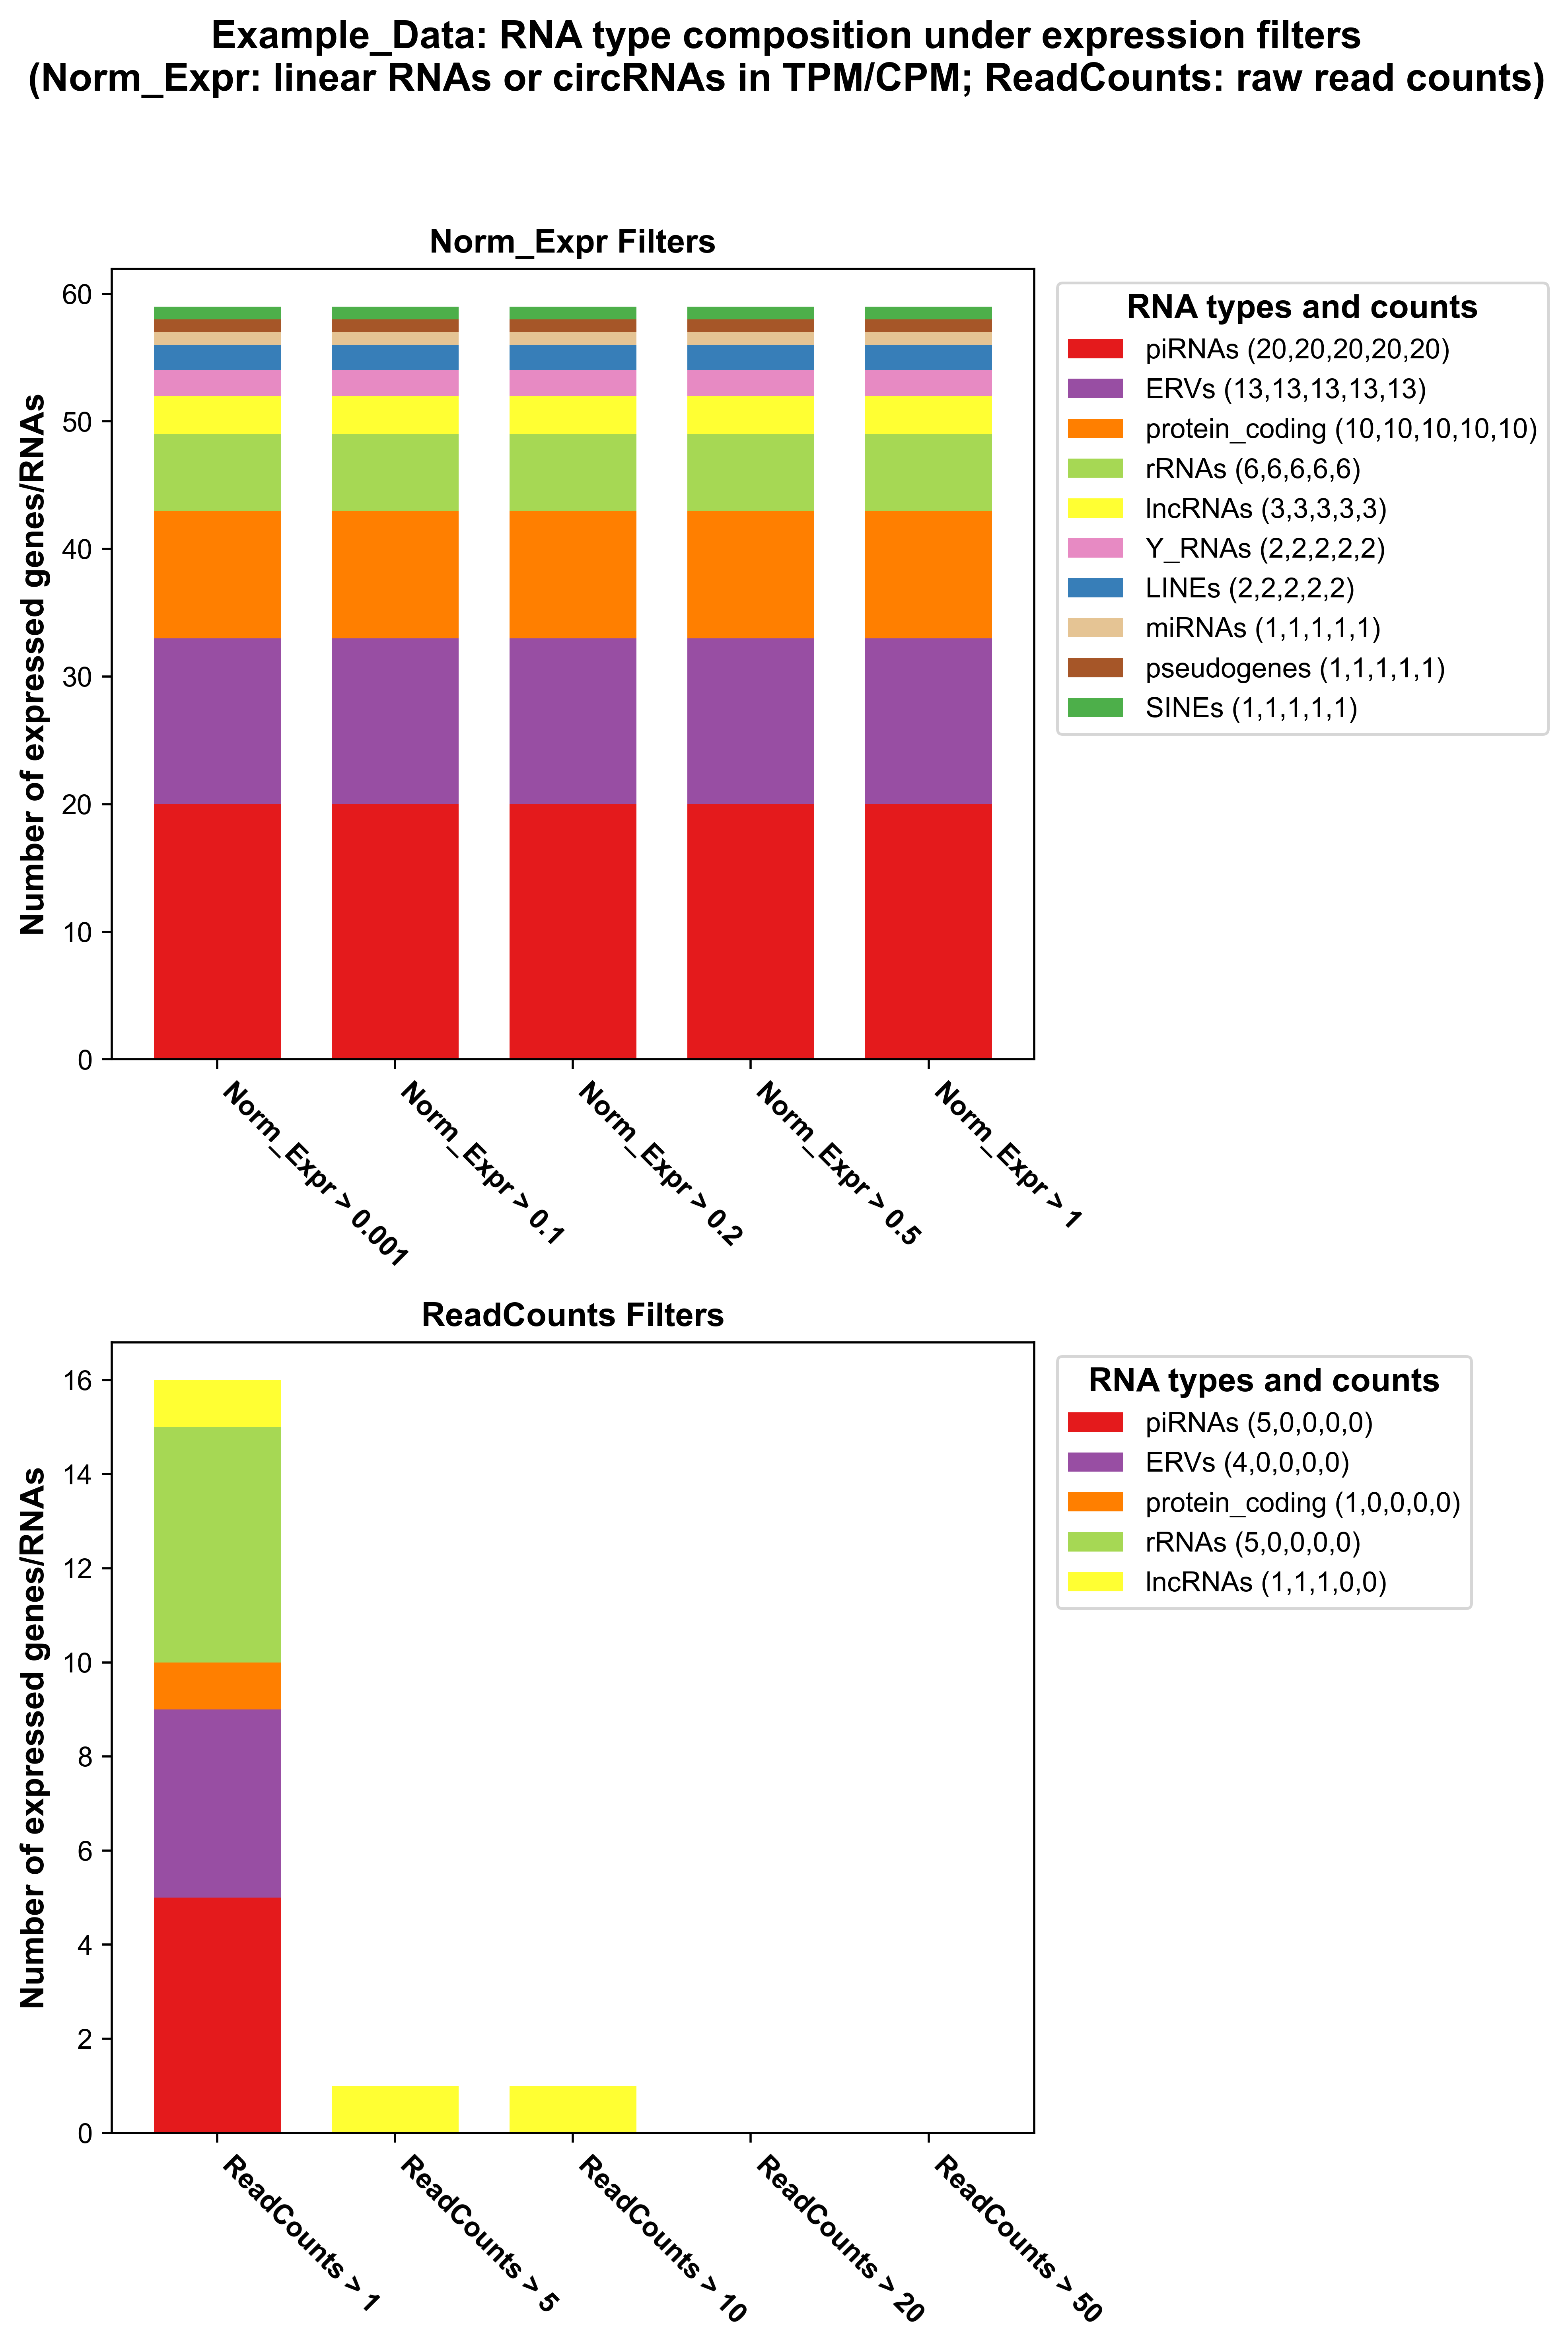 Example_Data: RNA type composition under expression filters
(Norm_Expr: linear RNAs or circRNAs in TPM/CPM; ReadCounts: raw read counts)
Norm_Expr Filters
Number of expressed genes/RNAs
60
50
40
30
20
10
0
Norm_Expr > 0.001
Norm_Expr > 0.1
Norm_Expr > 0.2
Norm_Expr > 0.5
Norm_Expr > 1
RNA types and counts
piRNAs (20,20,20,20,20)
ERVs (13,13,13,13,13)
protein_coding (10,10,10,10,10)
rRNAs (6,6,6,6,6)
lncRNAs (3,3,3,3,3)
Y_RNAs (2,2,2,2,2)
LINEs (2,2,2,2,2)
miRNAs (1,1,1,1,1)
pseudogenes (1,1,1,1,1)
SINEs (1,1,1,1,1)
ReadCounts Filters
Number of expressed genes/RNAs
16
14
12
10
8
6
4
2
0
ReadCounts > 1
ReadCounts > 5
ReadCounts > 10
ReadCounts > 20
ReadCounts > 50
RNA types and counts
piRNAs (5,0,0,0,0)
ERVs (4,0,0,0,0)
protein_coding (1,0,0,0,0)
rRNAs (5,0,0,0,0)
lncRNAs (1,1,1,0,0)